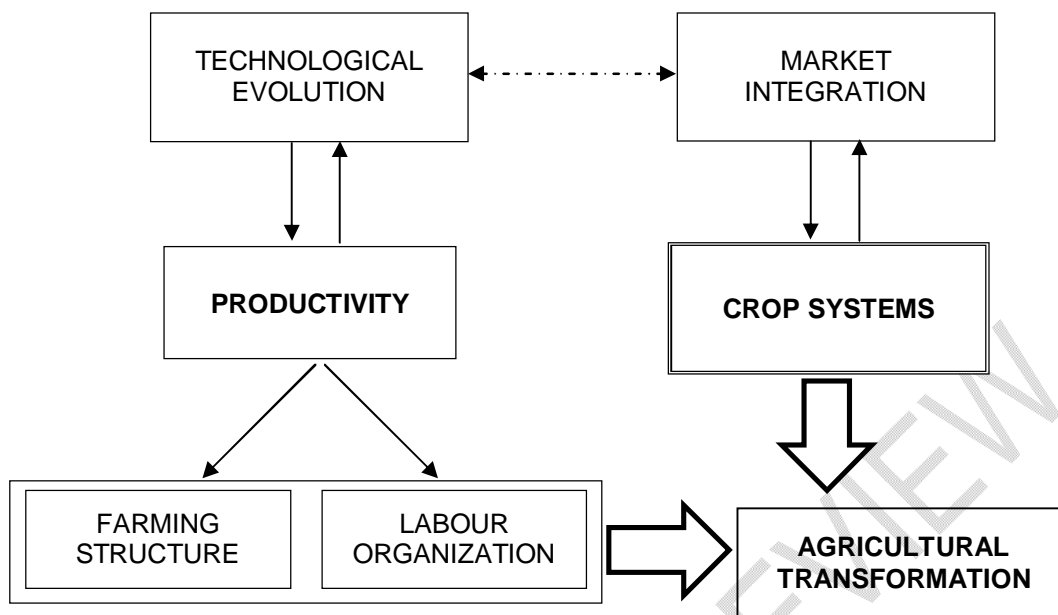 TECHNOLOGICAL
EVOLUTION
MARKET
INTEGRATION
PRODUCTIVITY
CROP SYSTEMS
FARMING
STRUCTURE
LABOUR
ORGANIZATION
AGRICULTURAL
TRANSFORMATION